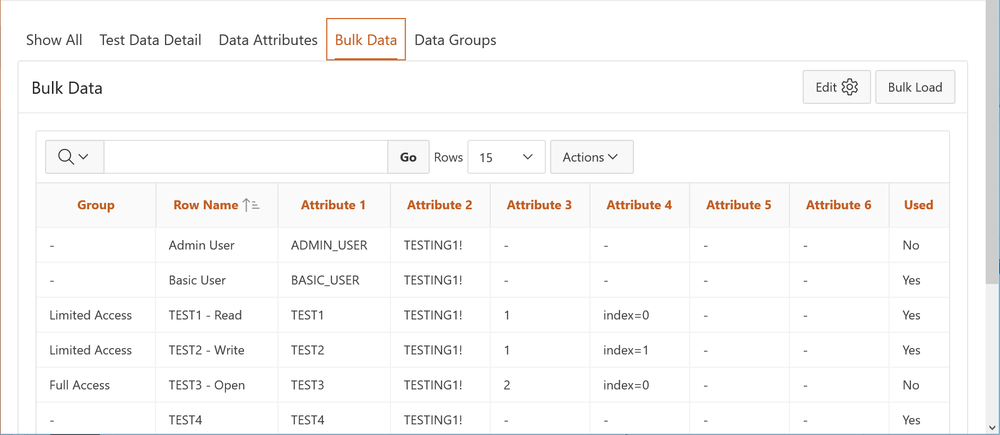 Show All Test Data Detail Data Attributes Bulk Data Data Groups
Bulk Data Edit Bulk Load
Go Rows 15 Actions
Group Row Name Attribute 1 Attribute 2 Attribute 3 Attribute 4 Attribute 5 Attribute 6 Used
- Admin User ADMIN_USER TESTING1! - - - - No
- Basic User BASIC_USER TESTING1! - - - - Yes
Limited Access TEST1 - Read TEST1 TESTING1! 1 index=0 - - Yes
Limited Access TEST2 - Write TEST2 TESTING1! 1 index=1 - - Yes
Full Access TEST3 - Open TEST3 TESTING1! 2 index=0 - - No
- TEST4 TEST4 TESTING1! - - - - Yes